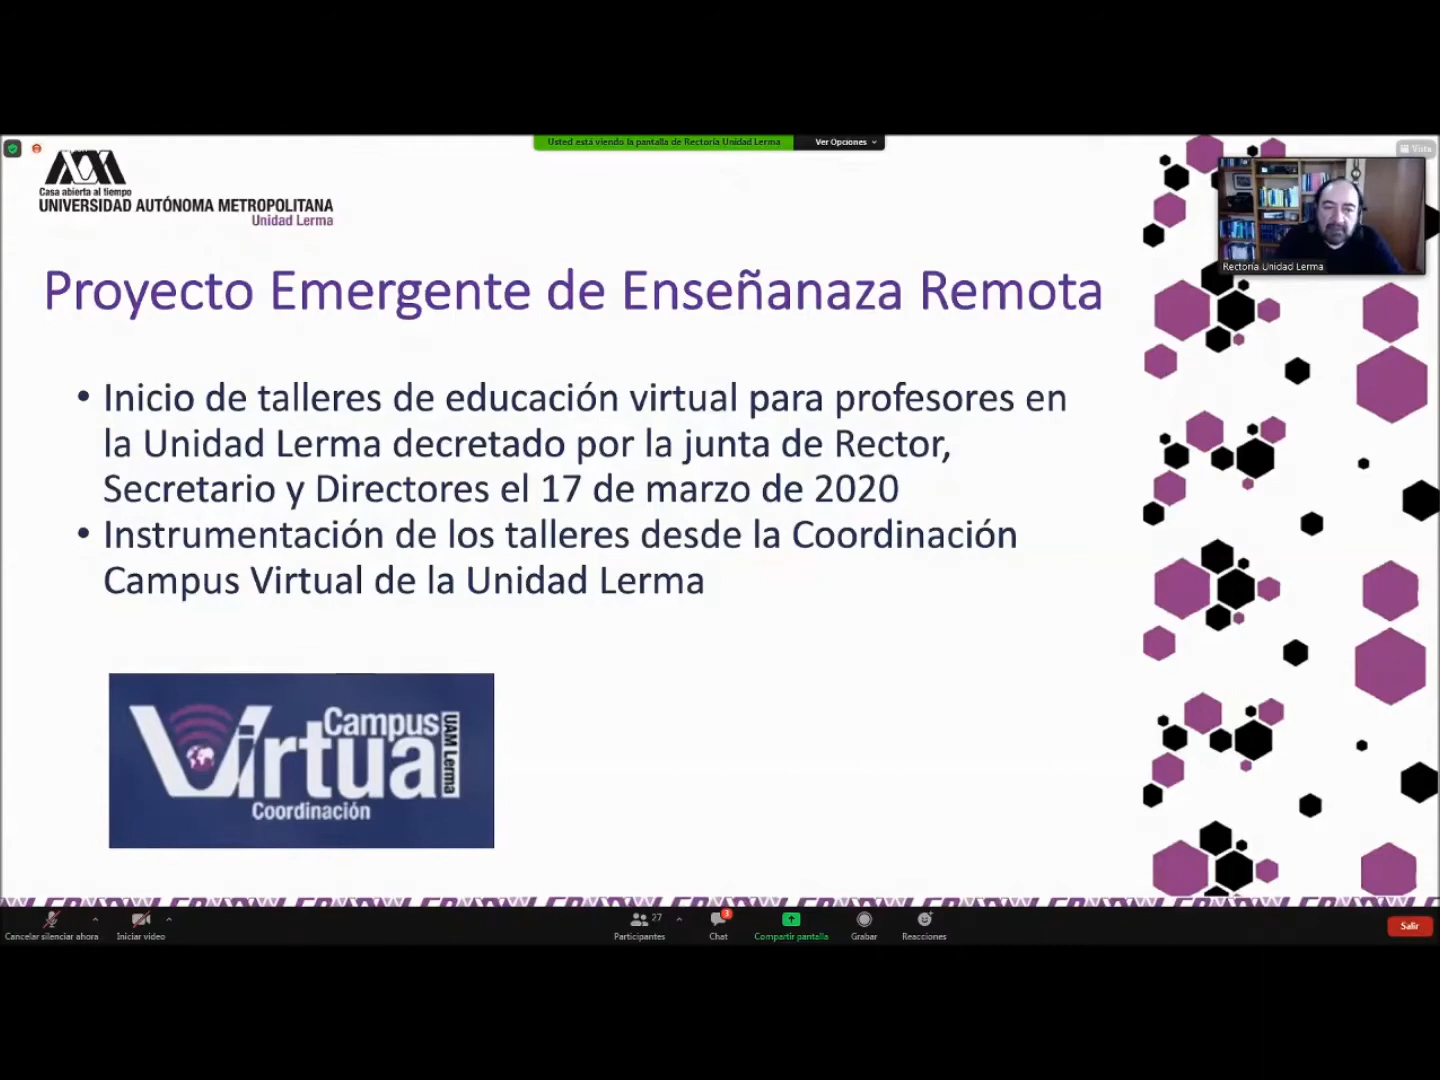 Usted está viendo la pantalla de Rectoría Unidad Lerma
Ver Opciones
Vista
Casa abierta al tiempo
UNIVERSIDAD AUTÓNOMA METROPOLITANA
Unidad Lerma
Rectoría Unidad Lerma
Proyecto Emergente de Enseñanaza Remota
• Inicio de talleres de educación virtual para profesores en
la Unidad Lerma decretado por la junta de Rector,
Secretario y Directores el 17 de marzo de 2020
• Instrumentación de los talleres desde la Coordinación
Campus Virtual de la Unidad Lerma
Campus
Virtual
UAM Lerma
Coordinación
Cancelar silenciar ahora
Iniciar video
27
Participantes
3
Chat
Compartir pantalla
Grabar
Reacciones
Salir